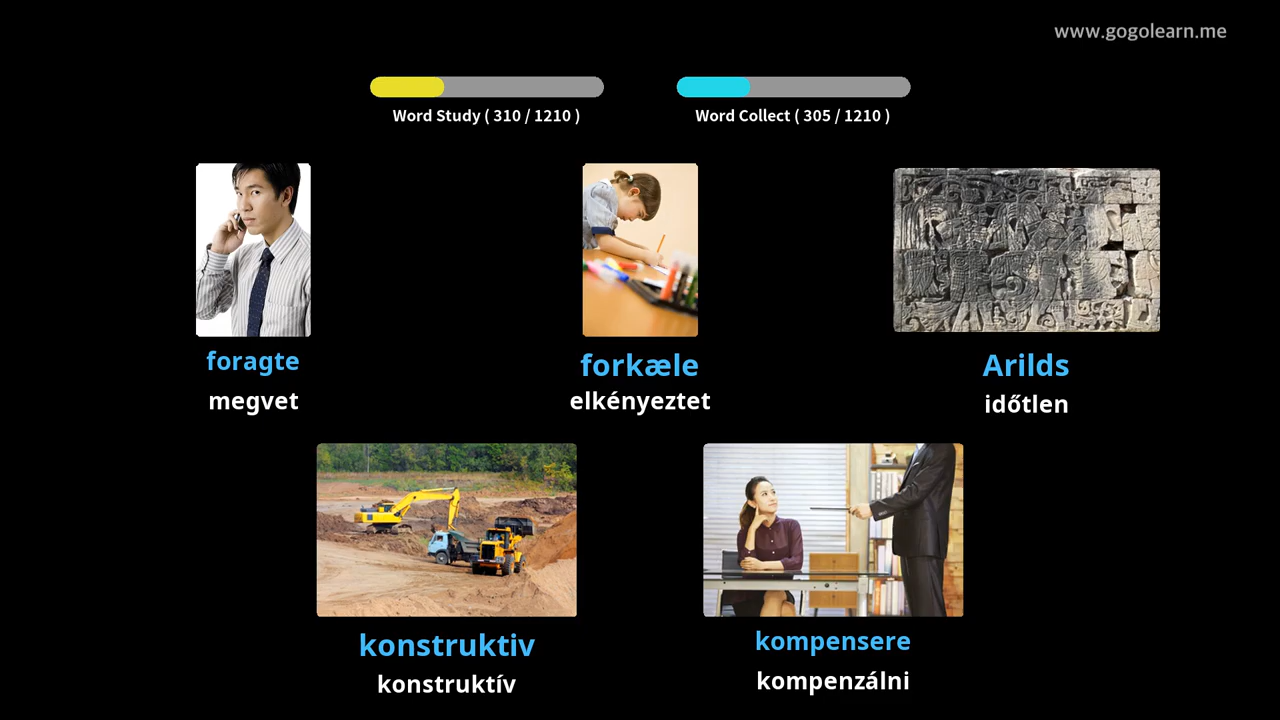 www.gogolearn.me
Word Study ( 310 / 1210 )
Word Collect ( 305 / 1210 )
foragte
megvet
forkæle
elkényeztet
Arilds
időtlen
konstruktiv
konstruktív
kompensere
kompenzálni